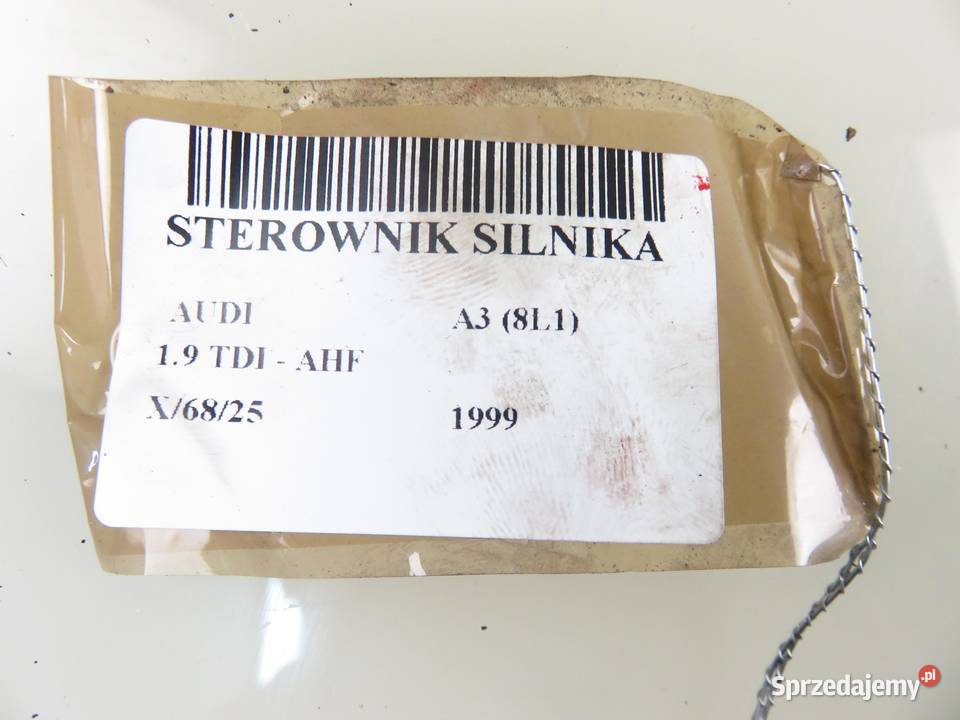 STEROWNIK SILNIKA
AUDI A3 (8L1)
1.9 TDI - AHF
X/68/25 1999
Sprzedajemy.pl